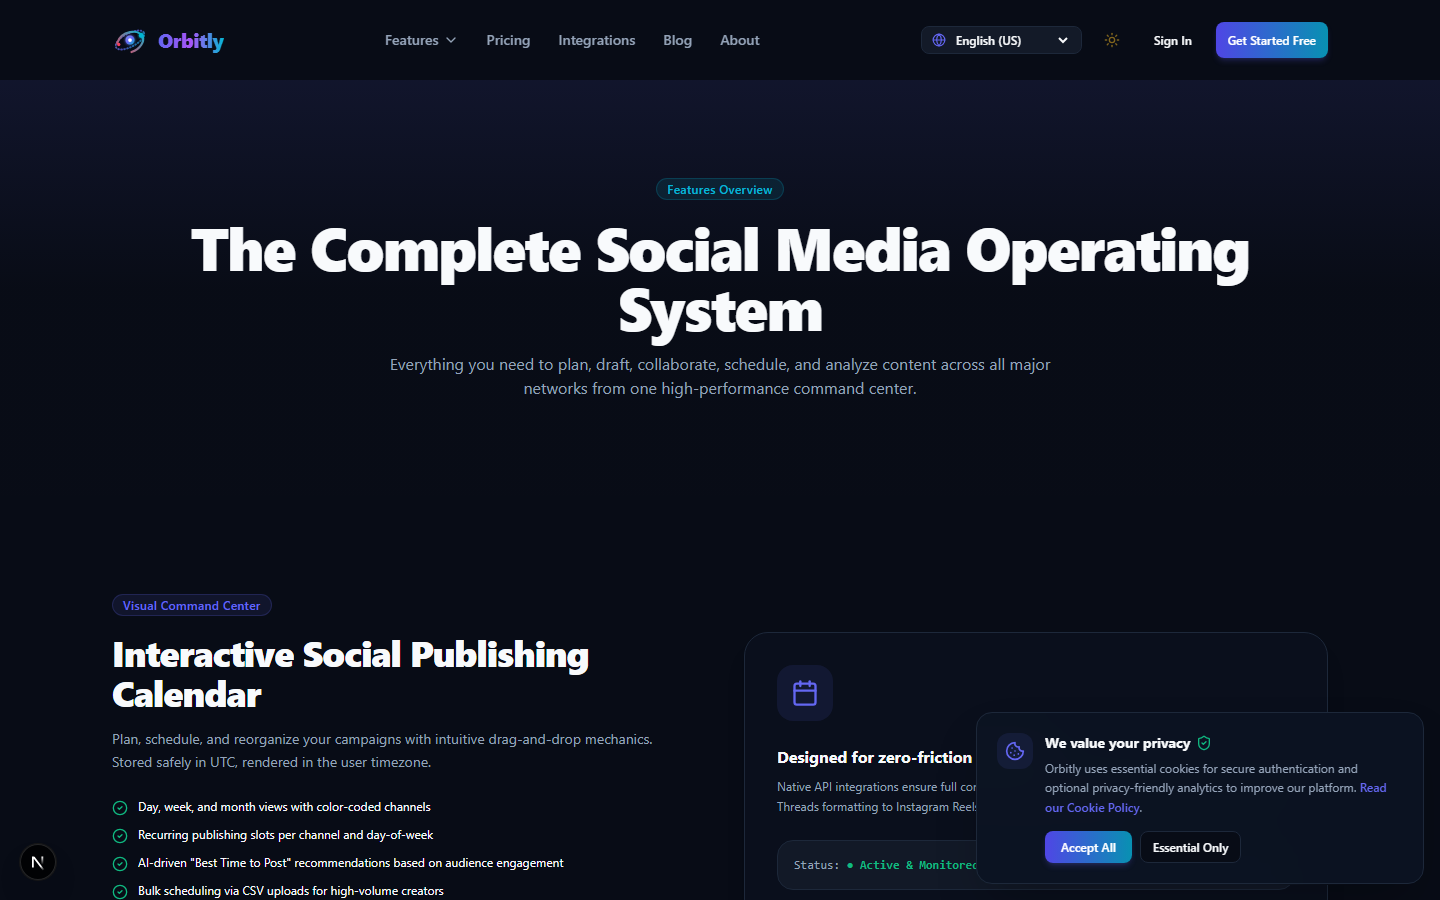 Orbitly
Features
Pricing
Integrations
Blog
About
English (US)
Sign In
Get Started Free
Features Overview
The Complete Social Media Operating
System
Everything you need to plan, draft, collaborate, schedule, and analyze content across all major
networks from one high-performance command center.
Visual Command Center
Interactive Social Publishing
Calendar
Plan, schedule, and reorganize your campaigns with intuitive drag-and-drop mechanics.
Stored safely in UTC, rendered in the user timezone.
Day, week, and month views with color-coded channels
Recurring publishing slots per channel and day-of-week
AI-driven "Best Time to Post" recommendations based on audience engagement
Bulk scheduling via CSV uploads for high-volume creators
Designed for zero-friction
Native API integrations ensure full
Threads formatting to Instagram Reels
Status: ● Active & Monitored
We value your privacy
Orbitly uses essential cookies for secure authentication and
optional privacy-friendly analytics to improve our platform. Read
our Cookie Policy.
Accept All
Essential Only
N